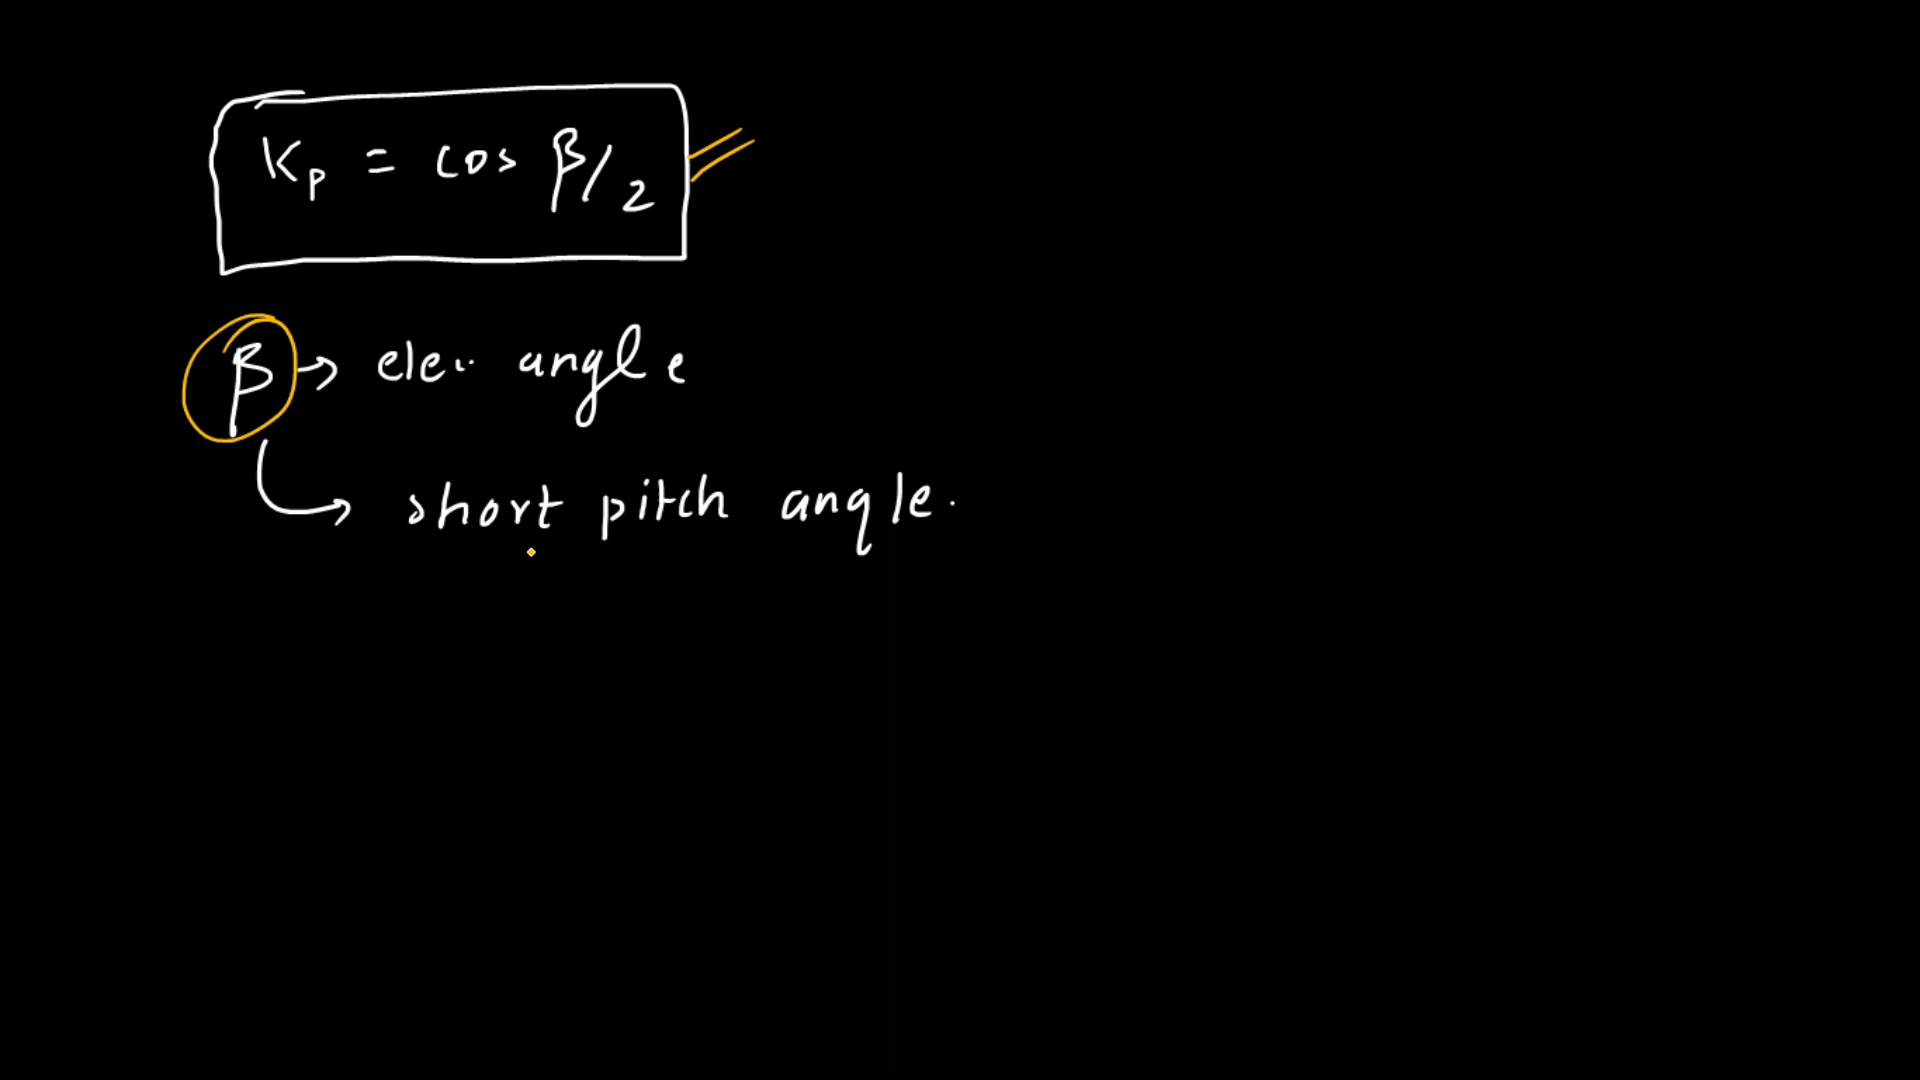 Kp = cos β/2
β → ele.. angle
→ short pitch angle.